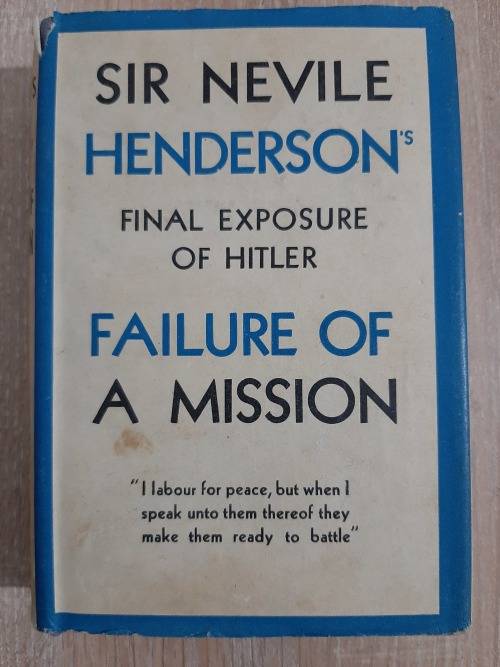 SIR NEVILE
HENDERSON'S
FINAL EXPOSURE
OF HITLER
FAILURE OF
A MISSION
"I labour for peace, but when I
speak unto them thereof they
make them ready to battle"